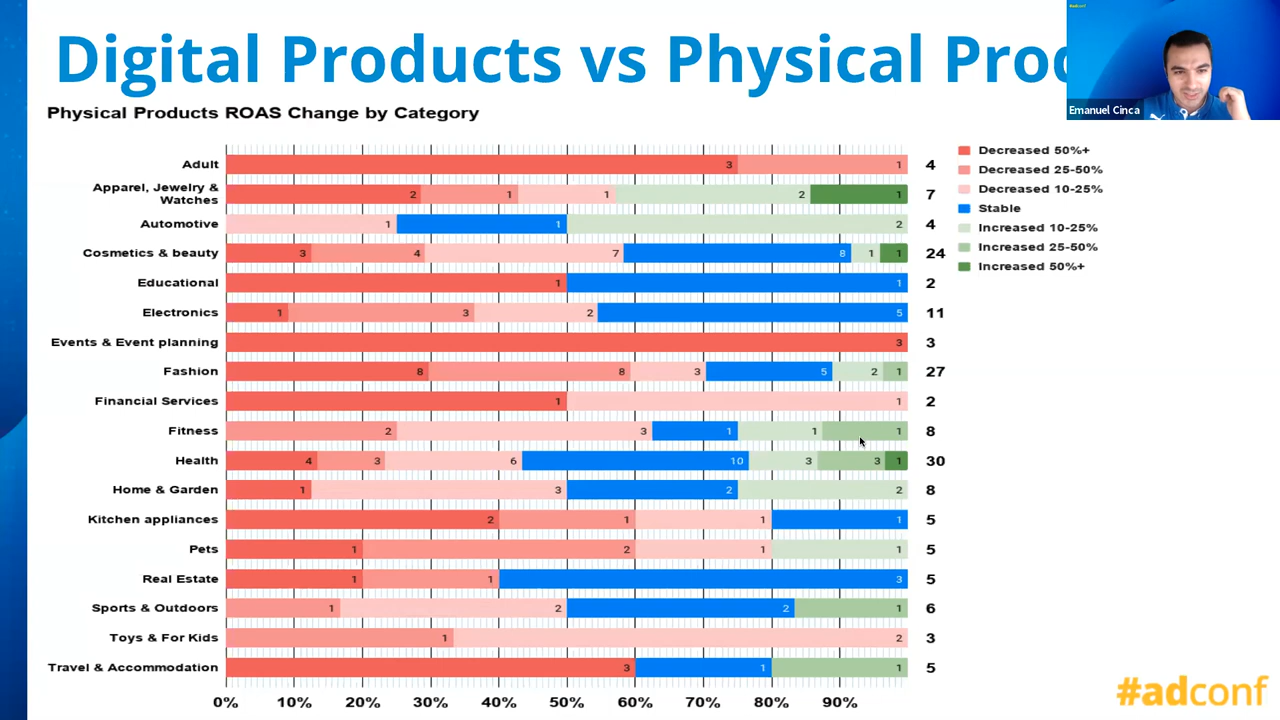 Digital Products vs Physical Proc
Emanuel Cinca
Physical Products ROAS Change by Category
Decreased 50%+
Decreased 25-50%
Decreased 10-25%
Stable
Increased 10-25%
Increased 25-50%
Increased 50%+
Adult 3 1 4
Apparel, Jewelry &
Watches 2 1 1 2 1 7
Automotive 1 1 2 4
Cosmetics & beauty 3 4 7 8 1 1 24
Educational 1 1 2
Electronics 1 3 2 5 11
Events & Event planning 3 3
Fashion 8 8 3 5 2 1 27
Financial Services 1 1 2
Fitness 2 3 1 1 1 8
Health 4 3 6 10 3 3 1 30
Home & Garden 1 3 2 2 8
Kitchen appliances 2 1 1 1 5
Pets 1 2 1 1 5
Real Estate 1 1 3 5
Sports & Outdoors 1 2 2 1 6
Toys & For Kids 1 2 3
Travel & Accommodation 3 1 1 5
0% 10% 20% 30% 40% 50% 60% 70% 80% 90%
#adconf